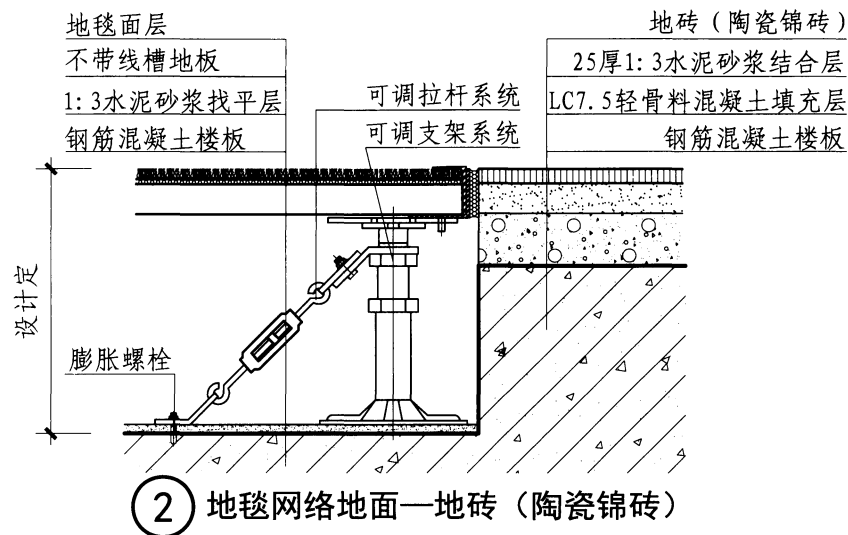 地毯面层
不带线槽地板
1:3水泥砂浆找平层
钢筋混凝土楼板
可调拉杆系统
可调支架系统
地砖（陶瓷锦砖）
25厚1:3水泥砂浆结合层
LC7.5轻骨料混凝土填充层
钢筋混凝土楼板
设计定
膨胀螺栓
2 地毯网络地面—地砖（陶瓷锦砖）